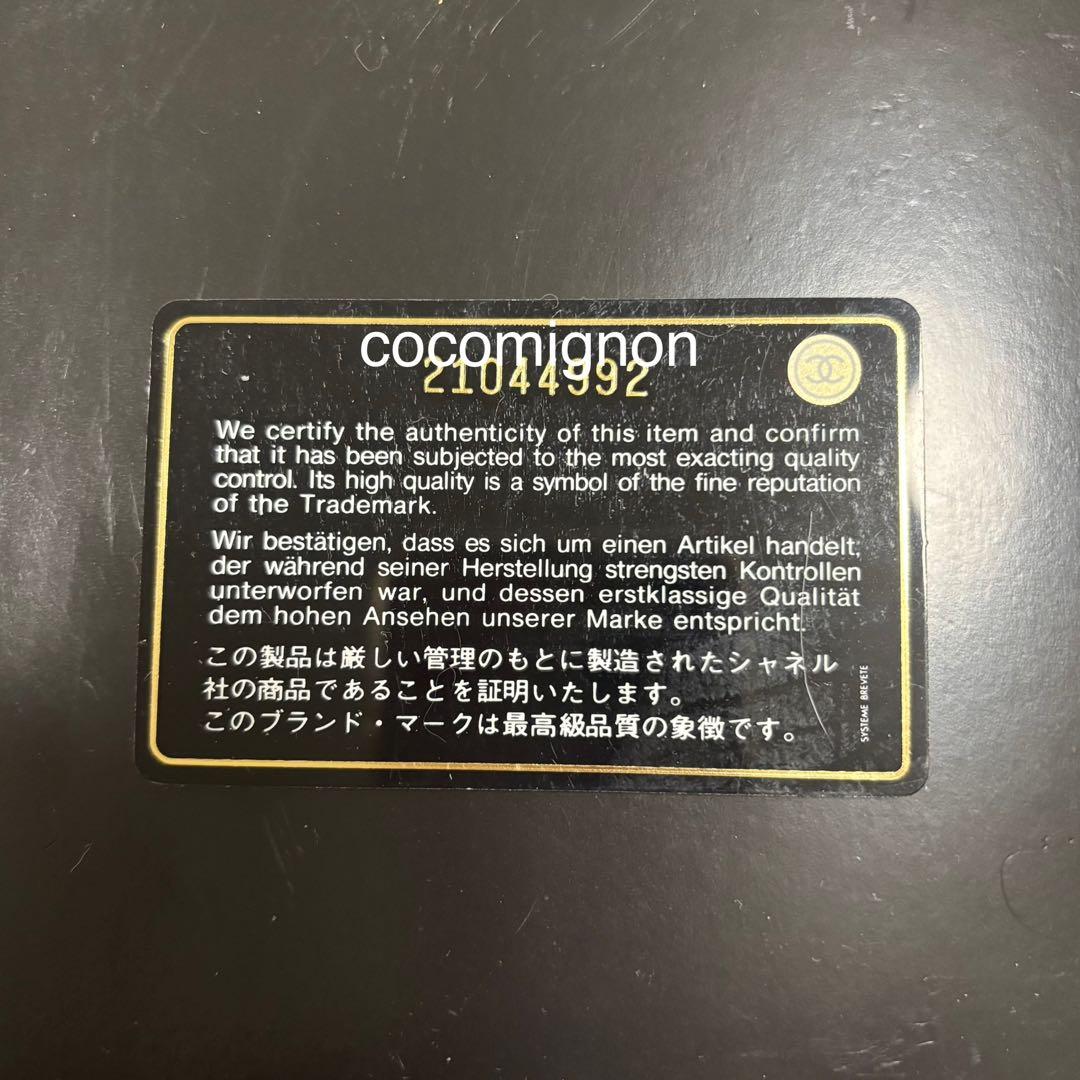 cocomignon
21044992
We certify the authenticity of this item and confirm
that it has been subjected to the most exacting quality
control. Its high quality is a symbol of the fine reputation
of the Trademark.
Wir bestätigen, dass es sich um einen Artikel handelt,
der während seiner Herstellung strengsten Kontrollen
unterworfen war, und dessen erstklassige Qualität
dem hohen Ansehen unserer Marke entspricht.
この製品は厳しい管理のもとに製造されたシャネル
社の商品であることを証明いたします。
このブランド・マークは最高級品質の象徴です。
SYSTEME BREVETE